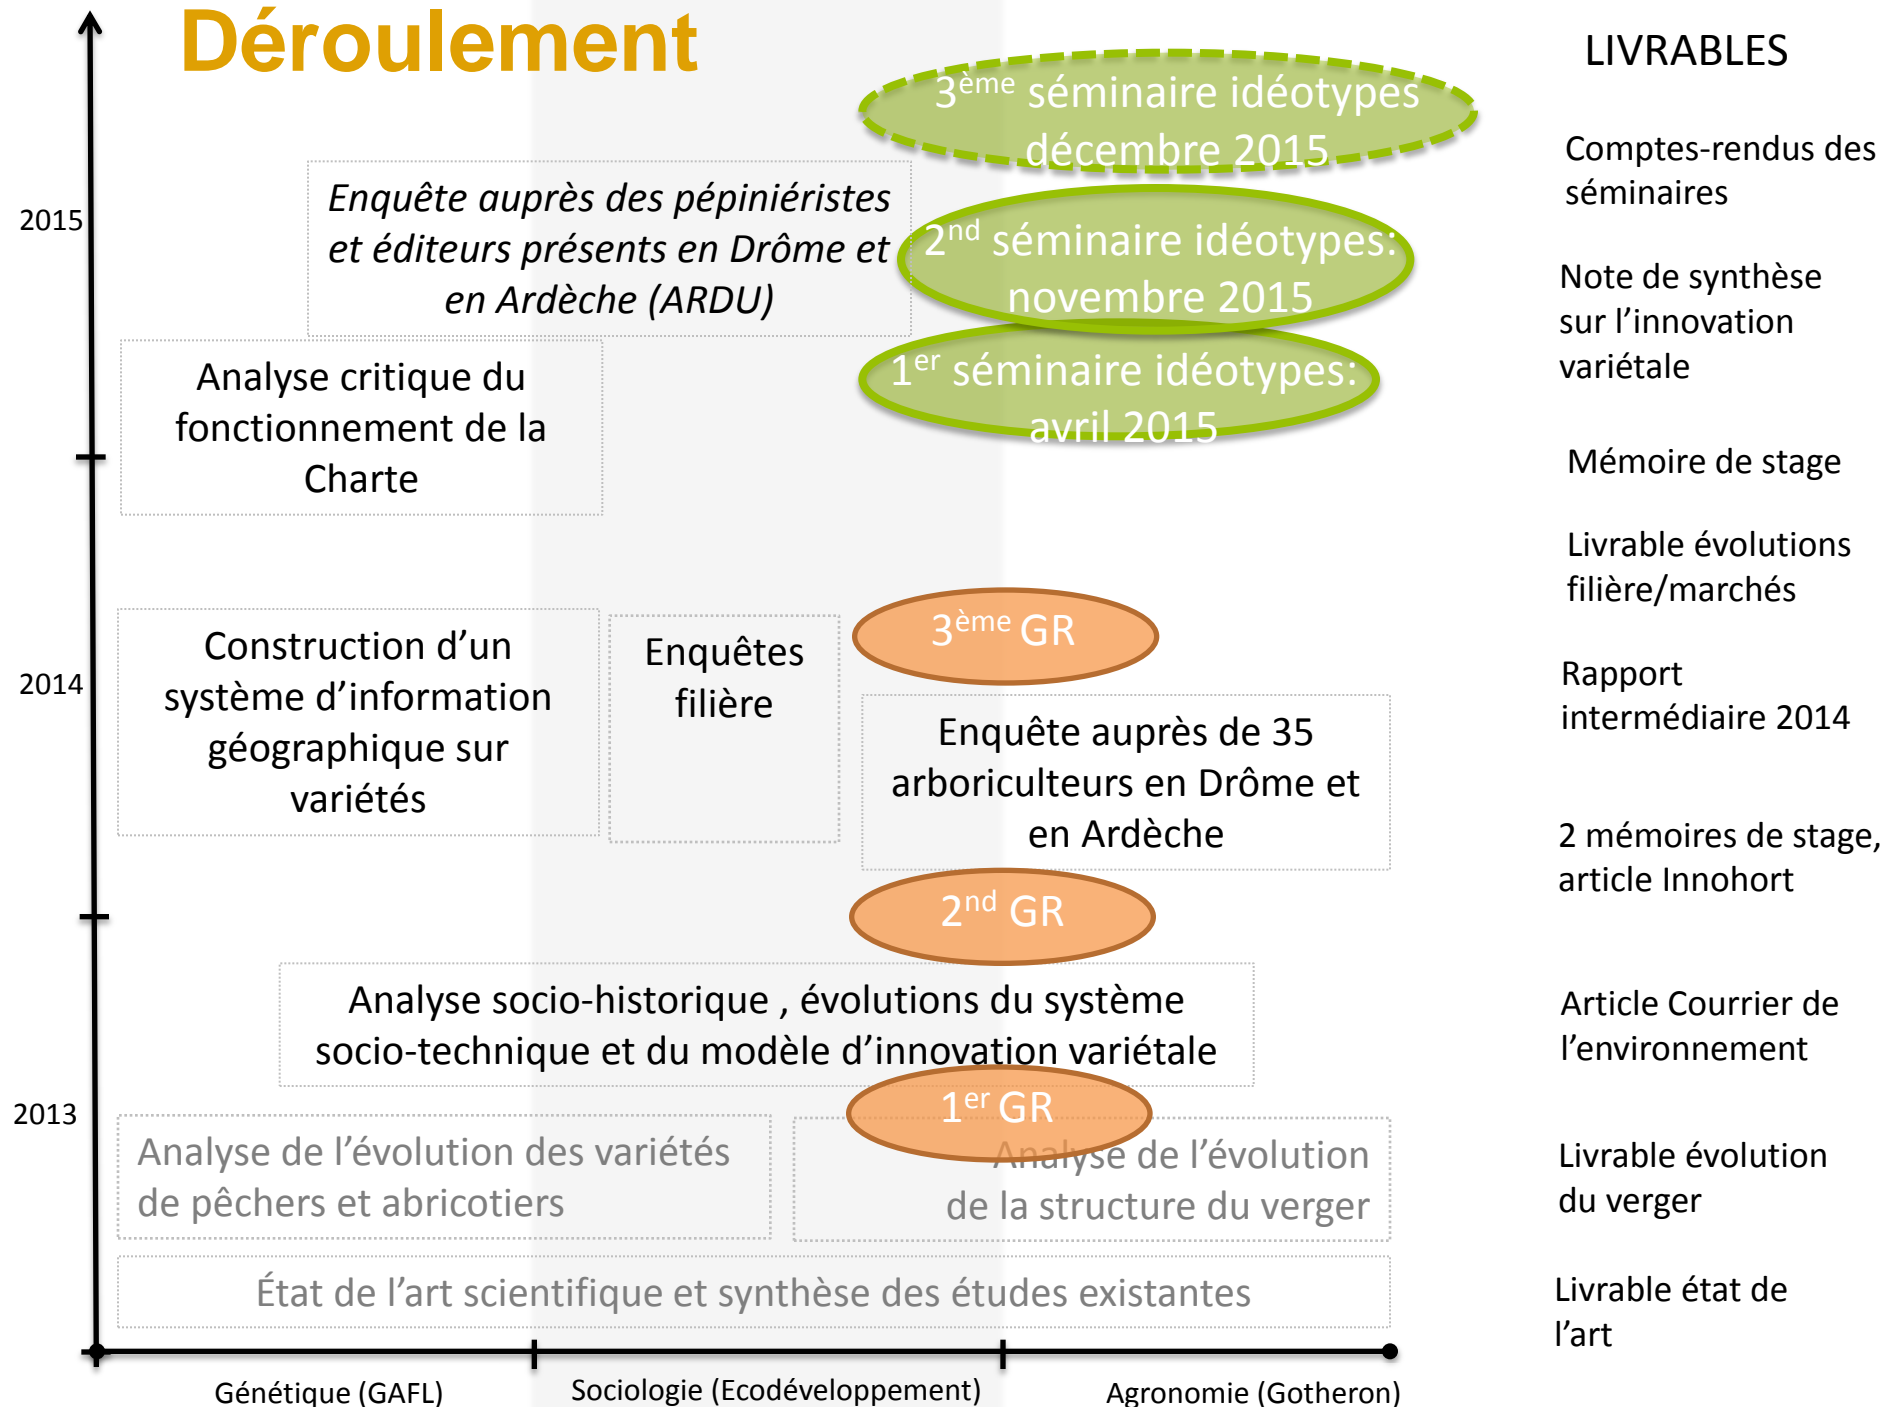 Déroulement
LIVRABLES
3ème séminaire idéotypes
décembre 2015
Comptes-rendus des
séminaires
2015
Enquête auprès des pépiniéristes
et éditeurs présents en Drôme et
en Ardèche (ARDU)
2nd séminaire idéotypes:
novembre 2015
Note de synthèse
sur l’innovation
variétale
Analyse critique du
fonctionnement de la
Charte
1er séminaire idéotypes:
avril 2015
Mémoire de stage
Livrable évolutions
filière/marchés
2014
Construction d’un
système d’information
géographique sur
variétés
Enquêtes
filière
3ème GR
Rapport
intermédiaire 2014
Enquête auprès de 35
arboriculteurs en Drôme et
en Ardèche
2 mémoires de stage,
article Innohort
2nd GR
Analyse socio-historique , évolutions du système
socio-technique et du modèle d’innovation variétale
Article Courrier de
l’environnement
2013
1er GR
Analyse de l’évolution des variétés
de pêchers et abricotiers
Analyse de l’évolution
de la structure du verger
Livrable évolution
du verger
État de l’art scientifique et synthèse des études existantes
Livrable état de
l’art
Génétique (GAFL)
Sociologie (Ecodéveloppement)
Agronomie (Gotheron)